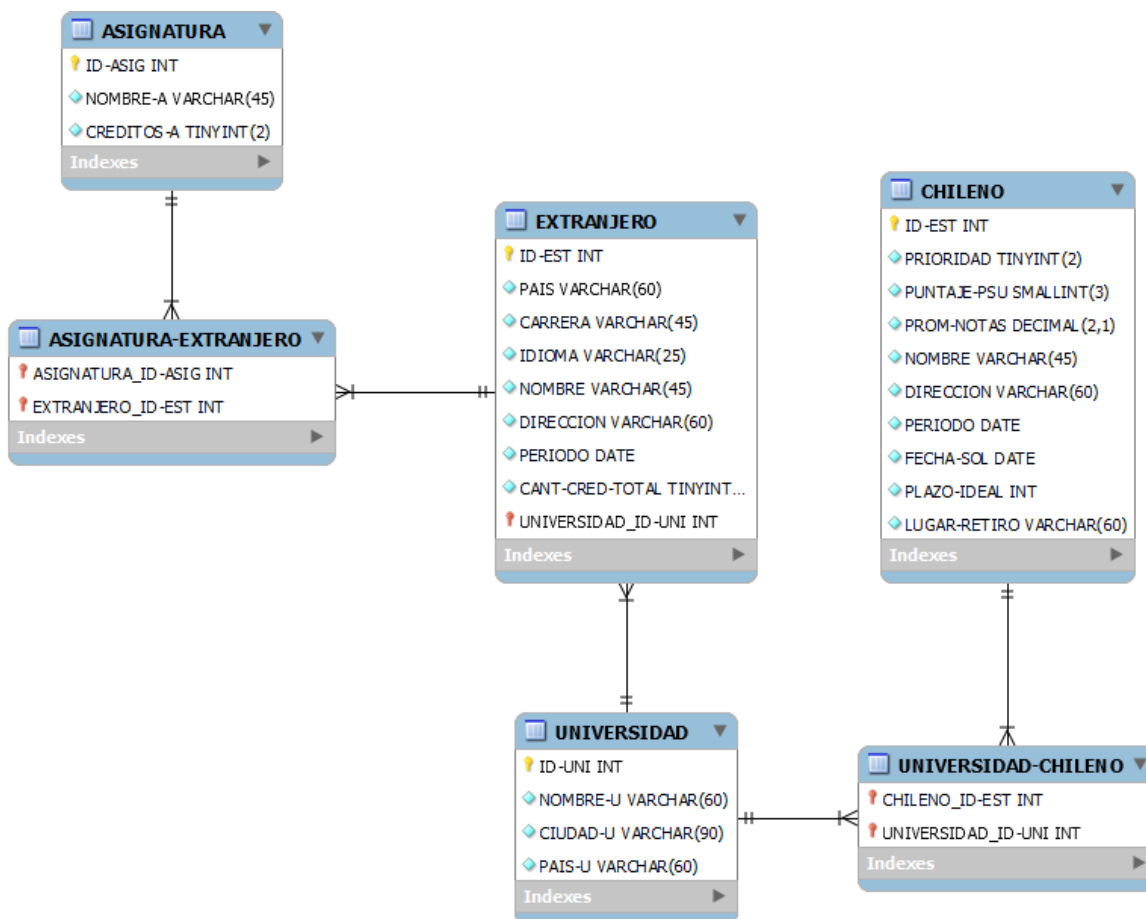 ASIGNATURA
ID-ASIG INT
NOMBRE-A VARCHAR(45)
CREDITOS-A TINYINT(2)
Indexes
ASIGNATURA-EXTRANJERO
ASIGNATURA_ID-ASIG INT
EXTRANJERO_ID-EST INT
Indexes
EXTRANJERO
ID-EST INT
PAIS VARCHAR(60)
CARRERA VARCHAR(45)
IDIOMA VARCHAR(25)
NOMBRE VARCHAR(45)
DIRECCION VARCHAR(60)
PERIODO DATE
CANT-CRED-TOTAL TINYINT...
UNIVERSIDAD_ID-UNI INT
Indexes
CHILENO
ID-EST INT
PRIORIDAD TINYINT(2)
PUNTAJE-PSU SMALLINT(3)
PROM-NOTAS DECIMAL(2,1)
NOMBRE VARCHAR(45)
DIRECCION VARCHAR(60)
PERIODO DATE
FECHA-SOL DATE
PLAZO-IDEAL INT
LUGAR-RETIRO VARCHAR(60)
Indexes
UNIVERSIDAD
ID-UNI INT
NOMBRE-U VARCHAR(60)
CIUDAD-U VARCHAR(90)
PAIS-U VARCHAR(60)
Indexes
UNIVERSIDAD-CHILENO
CHILENO_ID-EST INT
UNIVERSIDAD_ID-UNI INT
Indexes